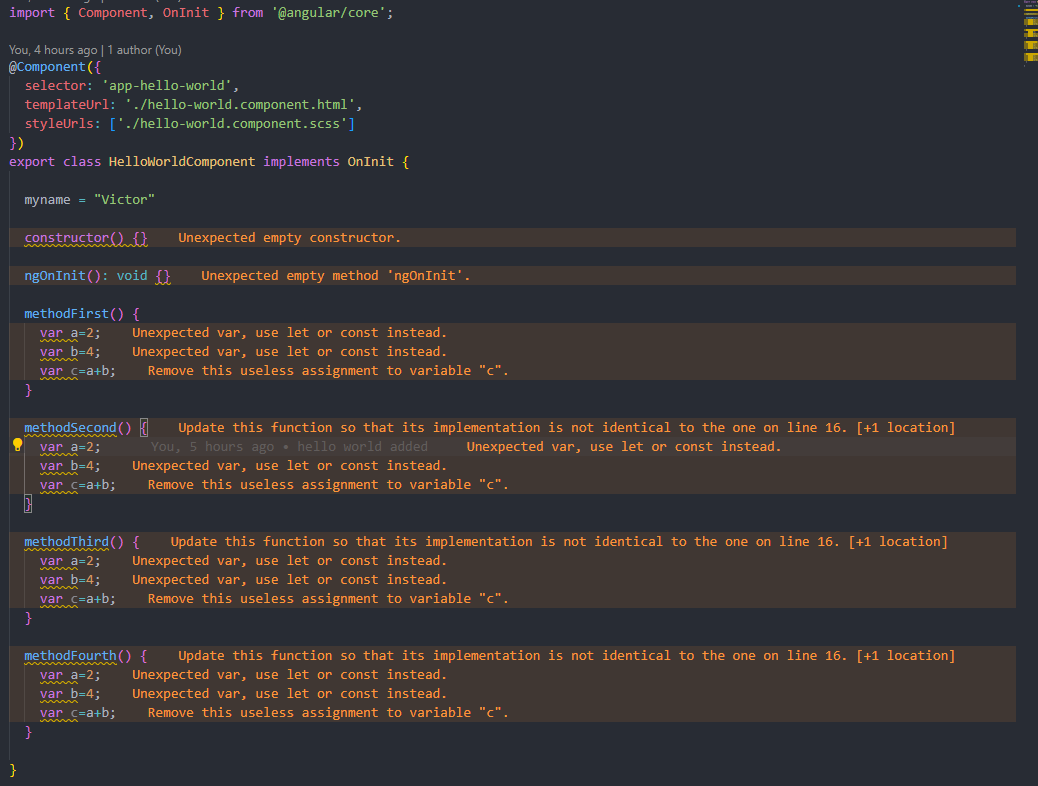 import { Component, OnInit } from '@angular/core';
You, 4 hours ago | 1 author (You)
@Component({
selector: 'app-hello-world',
templateUrl: './hello-world.component.html',
styleUrls: ['./hello-world.component.scss']
})
export class HelloWorldComponent implements OnInit {
myname = "Victor"
constructor() {} Unexpected empty constructor.
ngOnInit(): void {} Unexpected empty method 'ngOnInit'.
methodFirst() {
var a=2; Unexpected var, use let or const instead.
var b=4; Unexpected var, use let or const instead.
var c=a+b; Remove this useless assignment to variable "c".
}
methodSecond() { Update this function so that its implementation is not identical to the one on line 16. [+1 location]
var a=2; You, 5 hours ago • hello world added Unexpected var, use let or const instead.
var b=4; Unexpected var, use let or const instead.
var c=a+b; Remove this useless assignment to variable "c".
}
methodThird() { Update this function so that its implementation is not identical to the one on line 16. [+1 location]
var a=2; Unexpected var, use let or const instead.
var b=4; Unexpected var, use let or const instead.
var c=a+b; Remove this useless assignment to variable "c".
}
methodFourth() { Update this function so that its implementation is not identical to the one on line 16. [+1 location]
var a=2; Unexpected var, use let or const instead.
var b=4; Unexpected var, use let or const instead.
var c=a+b; Remove this useless assignment to variable "c".
}
}